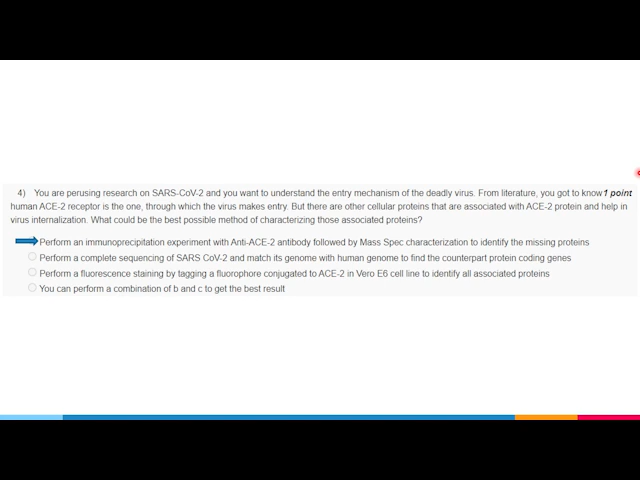 4) You are perusing research on SARS-CoV-2 and you want to understand the entry mechanism of the deadly virus. From literature, you got to know 1 point
human ACE-2 receptor is the one, through which the virus makes entry. But there are other cellular proteins that are associated with ACE-2 protein and help in
virus internalization. What could be the best possible method of characterizing those associated proteins?
Perform an immunoprecipitation experiment with Anti-ACE-2 antibody followed by Mass Spec characterization to identify the missing proteins
Perform a complete sequencing of SARS CoV-2 and match its genome with human genome to find the counterpart protein coding genes
Perform a fluorescence staining by tagging a fluorophore conjugated to ACE-2 in Vero E6 cell line to identify all associated proteins
You can perform a combination of b and c to get the best result